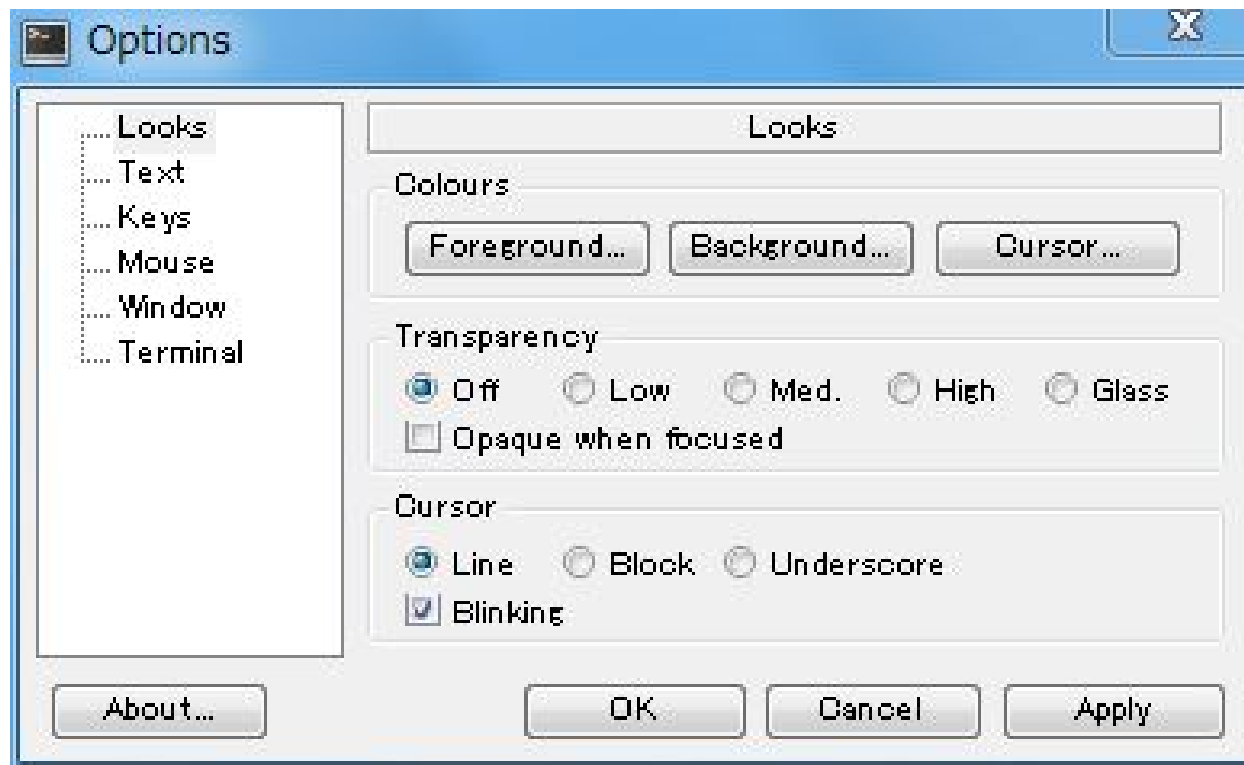 Options
Looks
Text
Keys
Mouse
Window
Terminal
Looks
Colours
Foreground...
Background...
Cursor...
Transparency
Off Low Med. High Glass
Opaque when focused
Cursor
Line Block Underscore
Blinking
About... OK Cancel Apply